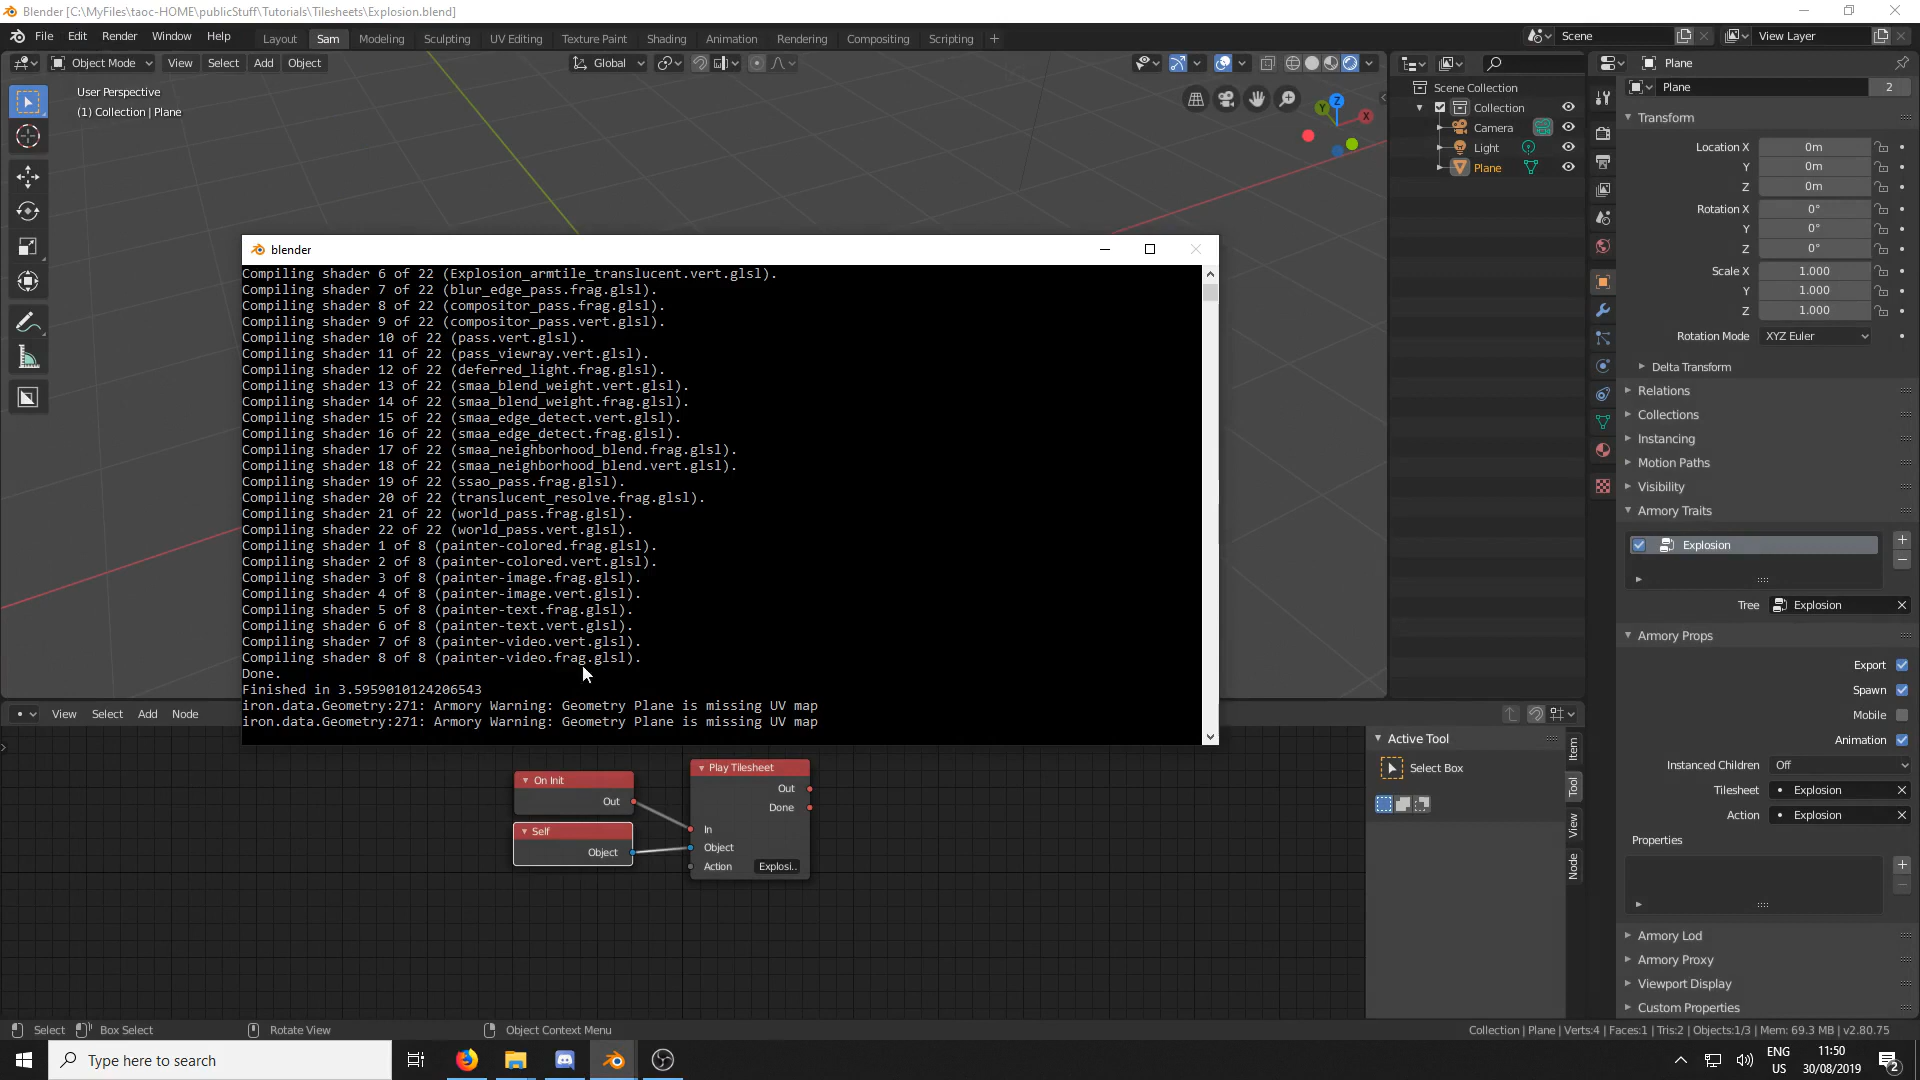 Blender [C:\MyFiles\taoc-HOME\publicStuff\Tutorials\Tilesheets\Explosion.blend]
File Edit Render Window Help
Layout Sam Modeling Sculpting UV Editing Texture Paint Shading Animation Rendering Compositing Scripting +
Scene
View Layer
Object Mode View Select Add Object
Global
User Perspective
(1) Collection | Plane
Z
Y
X
Scene Collection
Collection
Camera
Light
Plane
Plane
Plane 2
Transform
Location X 0m
Y 0m
Z 0m
Rotation X 0°
Y 0°
Z 0°
Scale X 1.000
Y 1.000
Z 1.000
Rotation Mode XYZ Euler
Delta Transform
Relations
Collections
Instancing
Motion Paths
Visibility
Armory Traits
Explosion
Tree Explosion
Armory Props
Export
Spawn
Mobile
Animation
Instanced Children Off
Tilesheet Explosion
Action Explosion
Properties
Armory Lod
Armory Proxy
Viewport Display
Custom Properties
blender
Compiling shader 6 of 22 (Explosion_armtile_translucent.vert.glsl).
Compiling shader 7 of 22 (blur_edge_pass.frag.glsl).
Compiling shader 8 of 22 (compositor_pass.frag.glsl).
Compiling shader 9 of 22 (compositor_pass.vert.glsl).
Compiling shader 10 of 22 (pass.vert.glsl).
Compiling shader 11 of 22 (pass_viewray.vert.glsl).
Compiling shader 12 of 22 (deferred_light.frag.glsl).
Compiling shader 13 of 22 (smaa_blend_weight.vert.glsl).
Compiling shader 14 of 22 (smaa_blend_weight.frag.glsl).
Compiling shader 15 of 22 (smaa_edge_detect.vert.glsl).
Compiling shader 16 of 22 (smaa_edge_detect.frag.glsl).
Compiling shader 17 of 22 (smaa_neighborhood_blend.frag.glsl).
Compiling shader 18 of 22 (smaa_neighborhood_blend.vert.glsl).
Compiling shader 19 of 22 (ssao_pass.frag.glsl).
Compiling shader 20 of 22 (translucent_resolve.frag.glsl).
Compiling shader 21 of 22 (world_pass.frag.glsl).
Compiling shader 22 of 22 (world_pass.vert.glsl).
Compiling shader 1 of 8 (painter-colored.frag.glsl).
Compiling shader 2 of 8 (painter-colored.vert.glsl).
Compiling shader 3 of 8 (painter-image.frag.glsl).
Compiling shader 4 of 8 (painter-image.vert.glsl).
Compiling shader 5 of 8 (painter-text.frag.glsl).
Compiling shader 6 of 8 (painter-text.vert.glsl).
Compiling shader 7 of 8 (painter-video.vert.glsl).
Compiling shader 8 of 8 (painter-video.frag.glsl).
Done.
Finished in 3.5959010124206543
iron.data.Geometry:271: Armory Warning: Geometry Plane is missing UV map
iron.data.Geometry:271: Armory Warning: Geometry Plane is missing UV map
View Select Add Node
On Init
Out
Self
Object
Play Tilesheet
Out
Done
In
Object
Action Explosi..
Active Tool
Select Box
Item
Tool
View
Node
Select Box Select Rotate View Object Context Menu
Collection | Plane | Verts:4 | Faces:1 | Tris:2 | Objects:1/3 | Mem: 69.3 MB | v2.80.75
Type here to search
ENG
US
11:50
30/08/2019
2